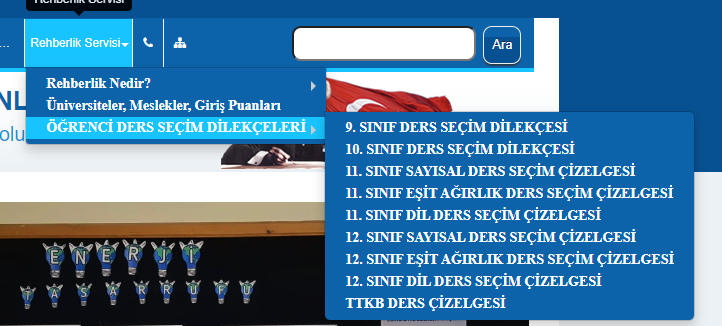 Rehberlik Servisi
...
Rehberlik Servisi
Ara
Rehberlik Nedir?
Üniversiteler, Meslekler, Giriş Puanları
ÖĞRENCİ DERS SEÇİM DİLEKÇELERİ
9. SINIF DERS SEÇİM DİLEKÇESİ
10. SINIF DERS SEÇİM DİLEKÇESİ
11. SINIF SAYISAL DERS SEÇİM ÇİZELGESİ
11. SINIF EŞİT AĞIRLIK DERS SEÇİM ÇİZELGESİ
11. SINIF DİL DERS SEÇİM ÇİZELGESİ
12. SINIF SAYISAL DERS SEÇİM ÇİZELGESİ
12. SINIF EŞİT AĞIRLIK DERS SEÇİM ÇİZELGESİ
12. SINIF DİL DERS SEÇİM ÇİZELGESİ
TTKB DERS ÇİZELGESİ
ENERJİ
TASARRUFU